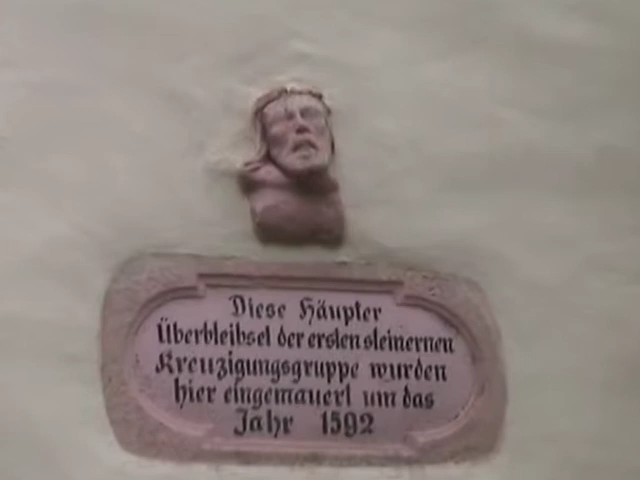 Diese Häupter
Überbleibsel der ersten steinernen
Kreuzigungsgruppe wurden
hier eingemauert um das
Jahr 1592